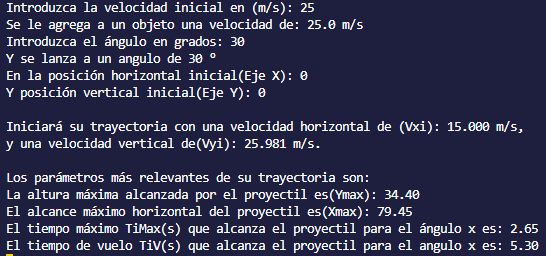 Introduzca la velocidad inicial en (m/s): 25
Se le agrega a un objeto una velocidad de: 25.0 m/s
Introduzca el ángulo en grados: 30
Y se lanza a un angulo de 30 º
En la posición horizontal inicial(Eje X): 0
Y posición vertical inicial(Eje Y): 0
Iniciará su trayectoria con una velocidad horizontal de (Vxi): 15.000 m/s,
y una velocidad vertical de(Vyi): 25.981 m/s.
Los parámetros más relevantes de su trayectoria son:
La altura máxima alcanzada por el proyectil es(Ymax): 34.40
El alcance máximo horizontal del proyectil es(Xmax): 79.45
El tiempo máximo TiMax(s) que alcanza el proyectil para el ángulo x es: 2.65
El tiempo de vuelo TiV(s) que alcanza el proyectil para el angulo x es: 5.30